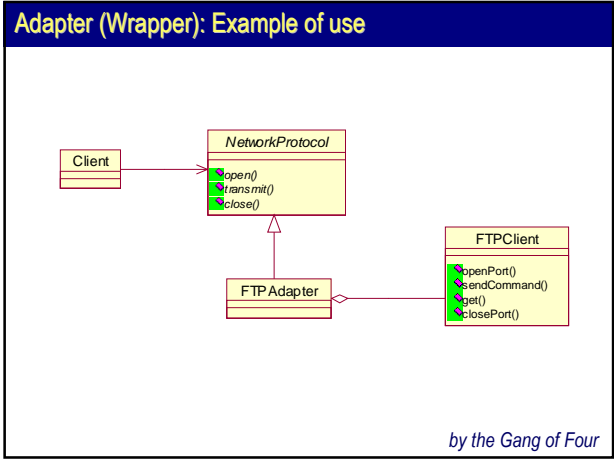 Adapter (Wrapper): Example of use
NetworkProtocol
Client
open()
transmit()
close()
FTPClient
openPort()
sendCommand()
get()
closePort()
FTPAdapter
by the Gang of Four